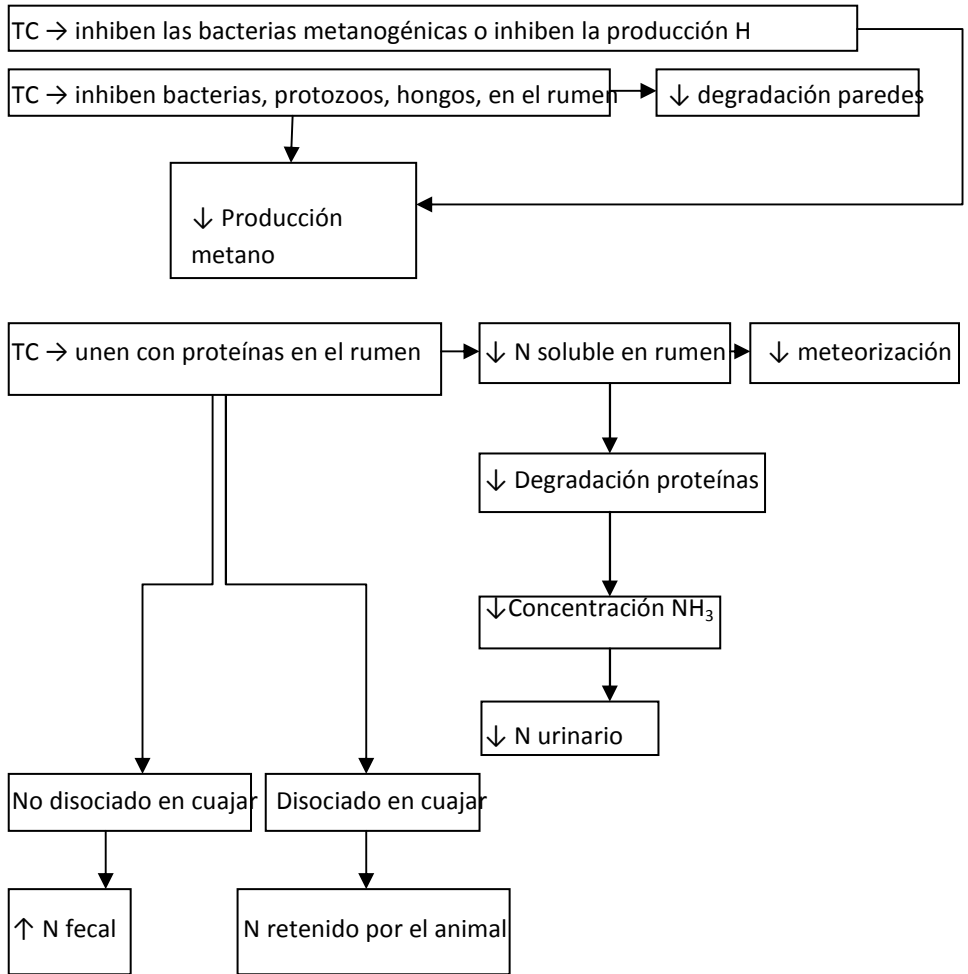 TC → inhiben las bacterias metanogénicas o inhiben la producción H
TC → inhiben bacterias, protozoos, hongos, en el rumen
↓ degradación paredes
↓ Producción
metano
TC → unen con proteínas en el rumen
↓ N soluble en rumen
↓ meteorización
↓ Degradación proteínas
↓Concentración NH₃
↓ N urinario
No disociado en cuajar
Disociado en cuajar
↑ N fecal
N retenido por el animal